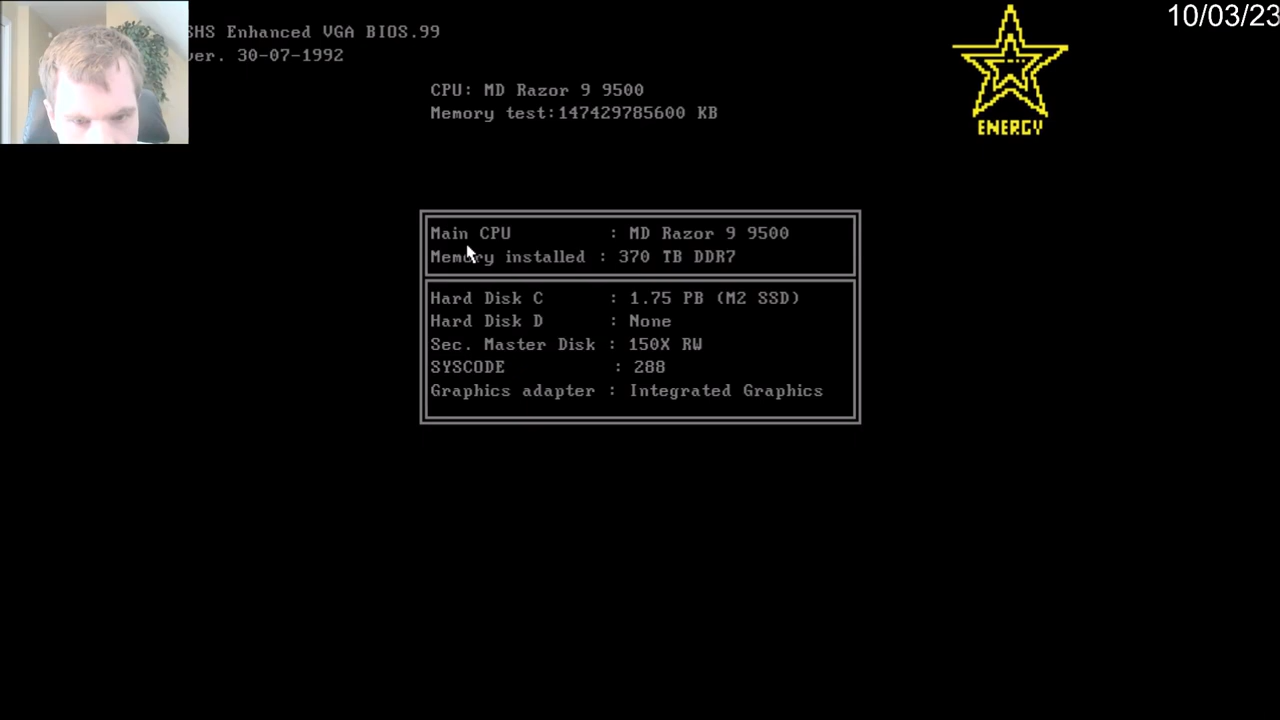 SHS Enhanced VGA BIOS.99
ver. 30-07-1992
10/03/23
CPU: MD Razor 9 9500
Memory test:147429785600 KB
ENERGY
Main CPU : MD Razor 9 9500
Memory installed : 370 TB DDR7
Hard Disk C : 1.75 PB (M2 SSD)
Hard Disk D : None
Sec. Master Disk : 150X RW
SYSCODE : 288
Graphics adapter : Integrated Graphics